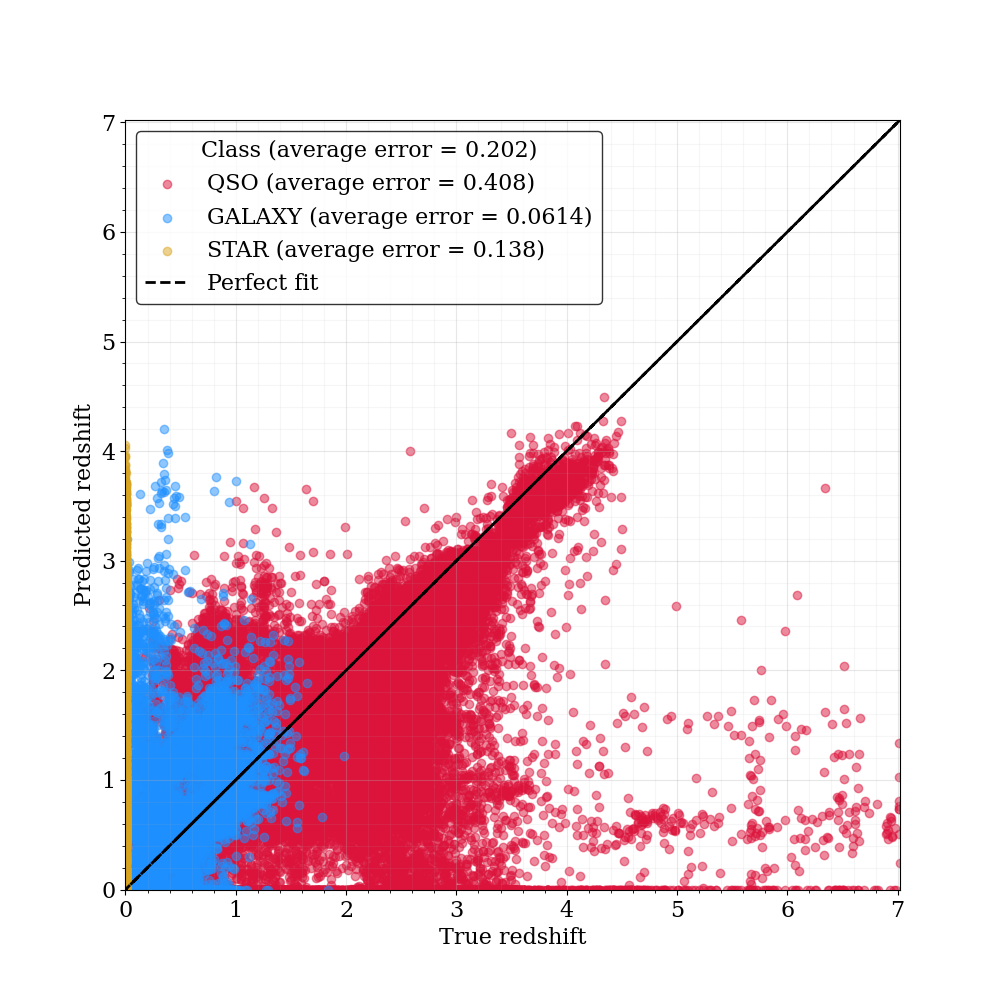 Class (average error = 0.202)
QSO (average error = 0.408)
GALAXY (average error = 0.0614)
STAR (average error = 0.138)
Perfect fit
7
6
5
4
3
2
1
0
Predicted redshift
0 1 2 3 4 5 6 7
True redshift